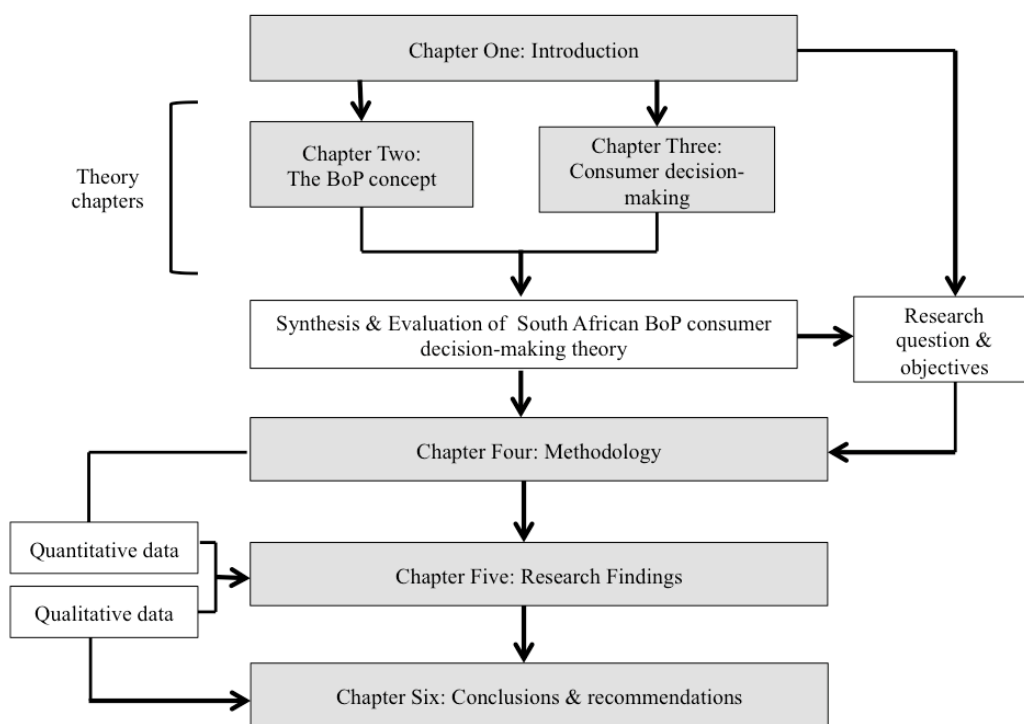 Chapter One: Introduction
Theory
chapters
Chapter Two:
The BoP concept
Chapter Three:
Consumer decision-
making
Synthesis & Evaluation of South African BoP consumer
decision-making theory
Research
question &
objectives
Chapter Four: Methodology
Quantitative data
Qualitative data
Chapter Five: Research Findings
Chapter Six: Conclusions & recommendations